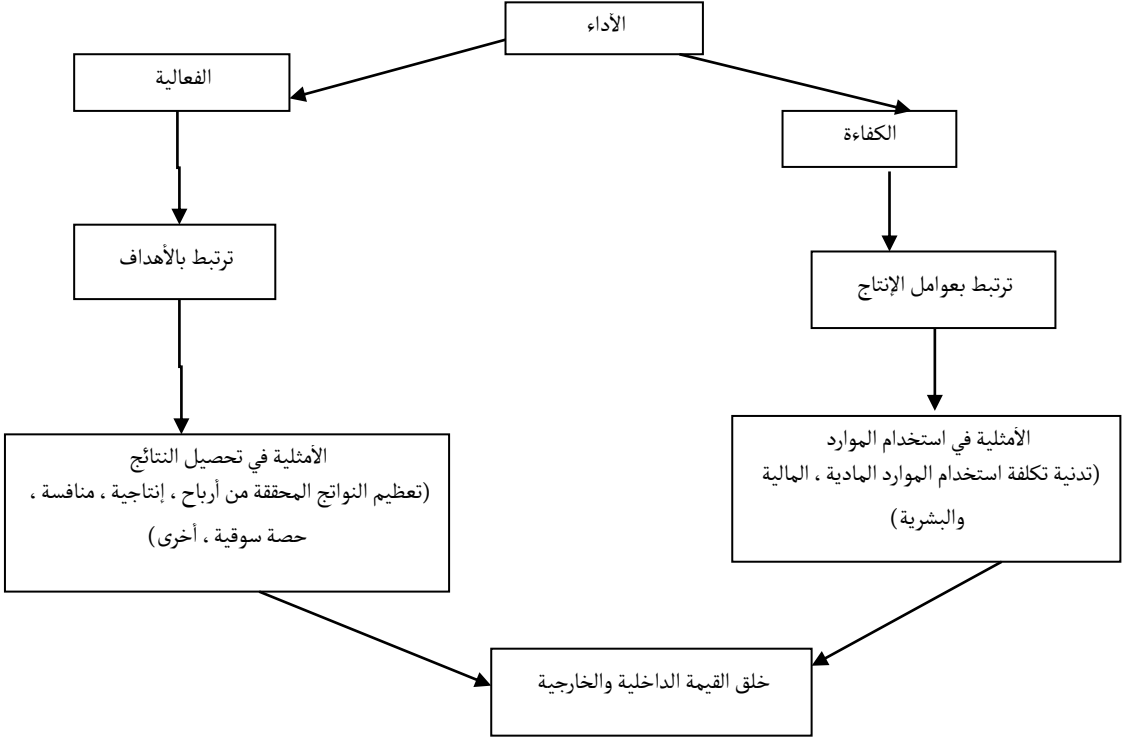 الأداء
الفعالية
الكفاءة
ترتبط بالأهداف
ترتبط بعوامل الإنتاج
الأمثلية في استخدام الموارد
(تدنية تكلفة استخدام الموارد المادية ، المالية
والبشرية)
الأمثلية في تحصيل النتائج
(تعظيم النواتج المحققة من أرباح ، إنتاجية ، منافسة ،
حصة سوقية ، أخرى)
خلق القيمة الداخلية والخارجية